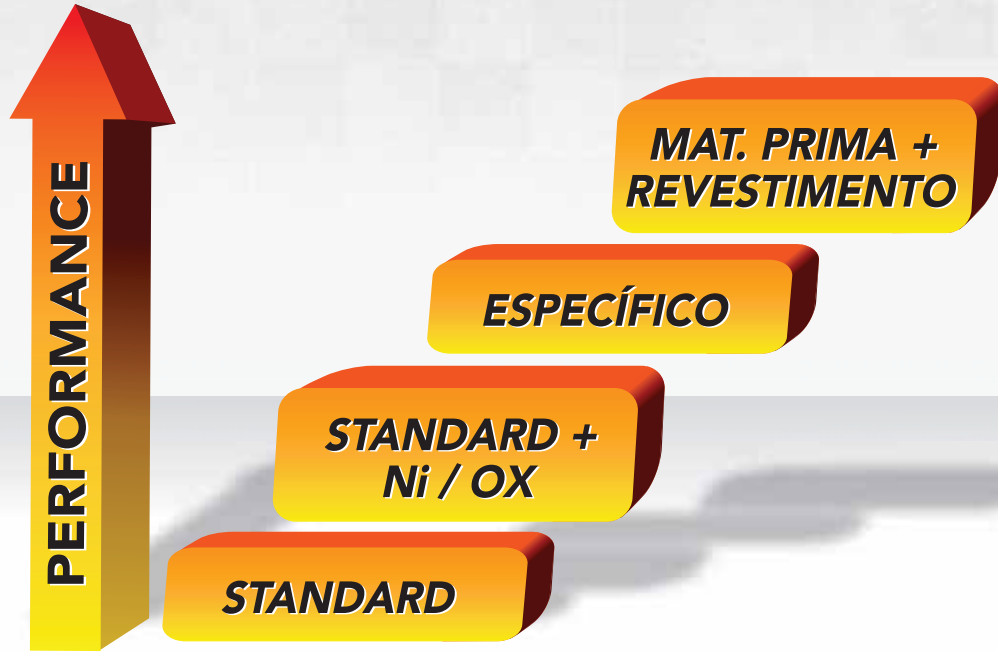 PERFORMANCE
MAT. PRIMA +
REVESTIMENTO
ESPECÍFICO
STANDARD +
Ni / OX
STANDARD